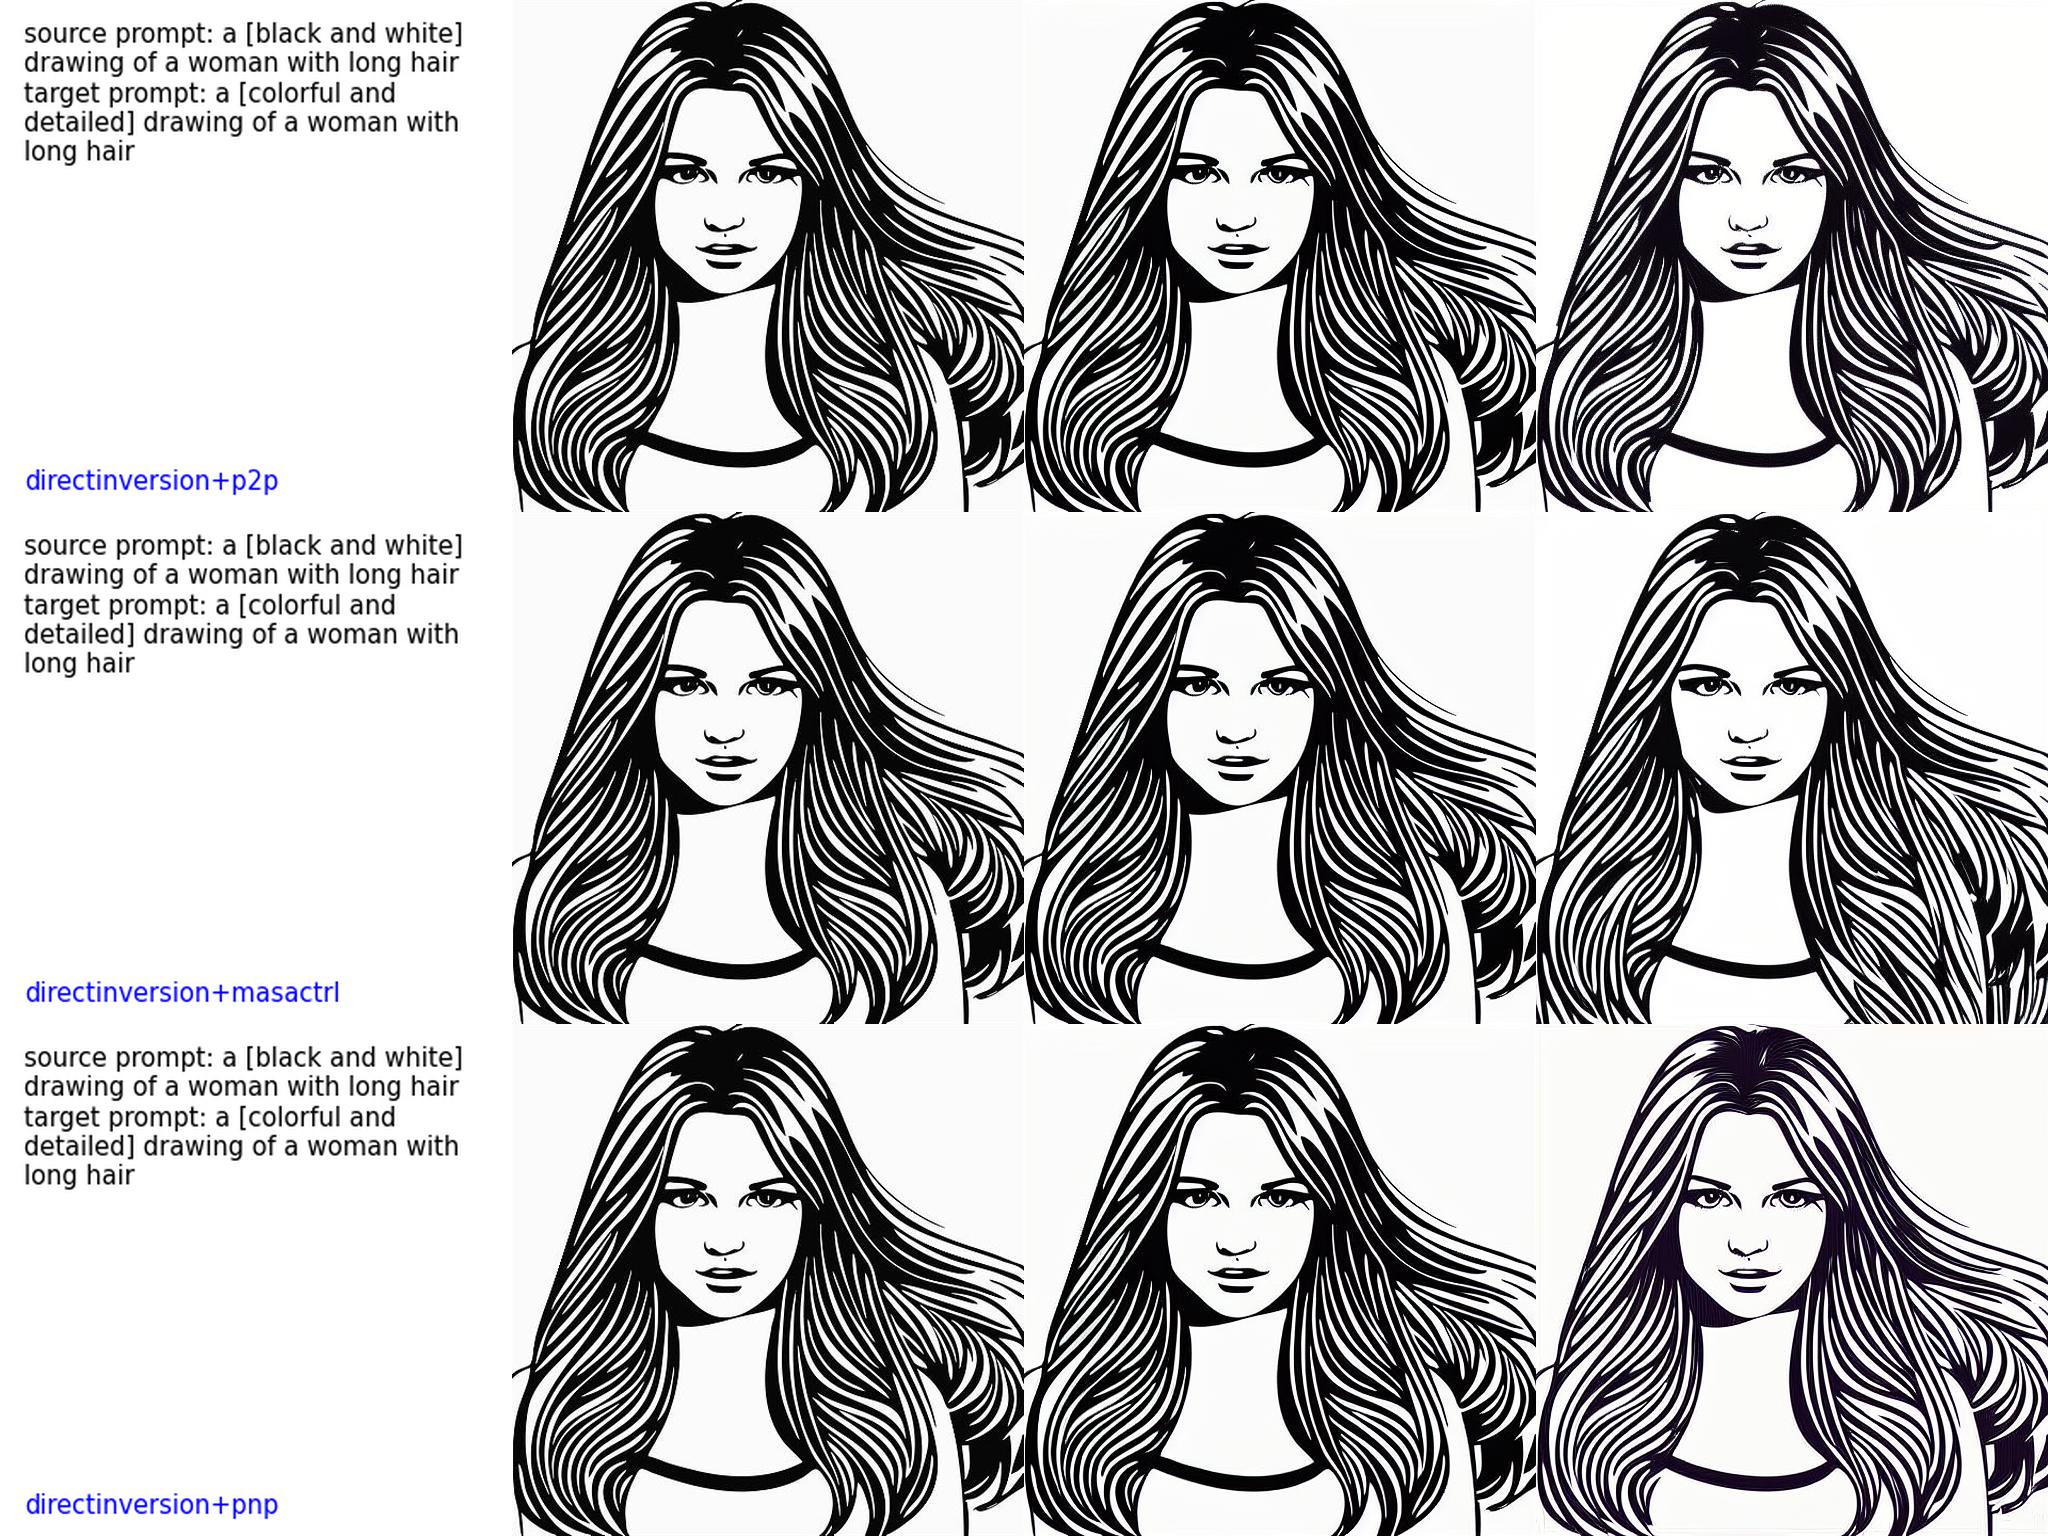 source prompt: a [black and white]
drawing of a woman with long hair
target prompt: a [colorful and
detailed] drawing of a woman with
long hair
directinversion+p2p
source prompt: a [black and white]
drawing of a woman with long hair
target prompt: a [colorful and
detailed] drawing of a woman with
long hair
directinversion+masactrl
source prompt: a [black and white]
drawing of a woman with long hair
target prompt: a [colorful and
detailed] drawing of a woman with
long hair
directinversion+pnp